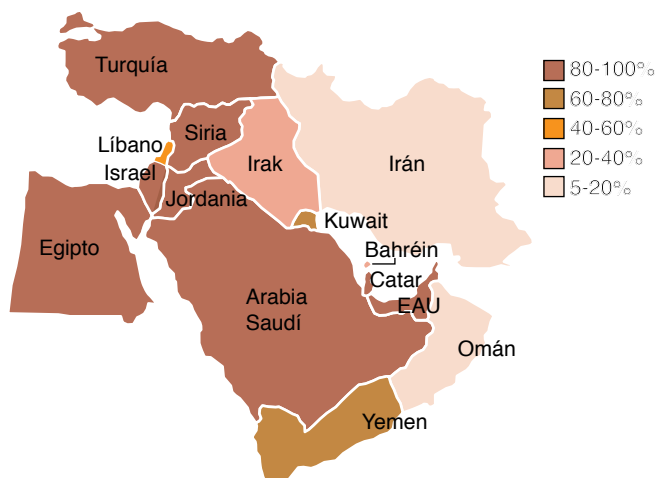 Turquía
80-100%
60-80%
40-60%
20-40%
5-20%
Líbano
Siria
Israel
Irak
Irán
Jordania
Kuwait
Egipto
Bahréin
Catar
Arabia
Saudí
EAU
Omán
Yemen